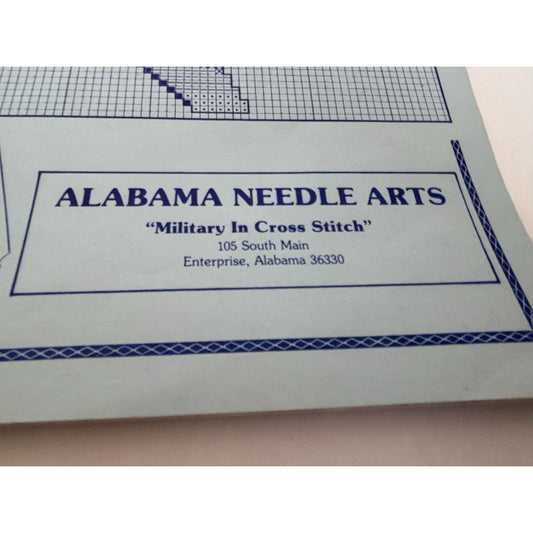 ALABAMA NEEDLE ARTS
"Military In Cross Stitch"
105 South Main
Enterprise, Alabama 36330